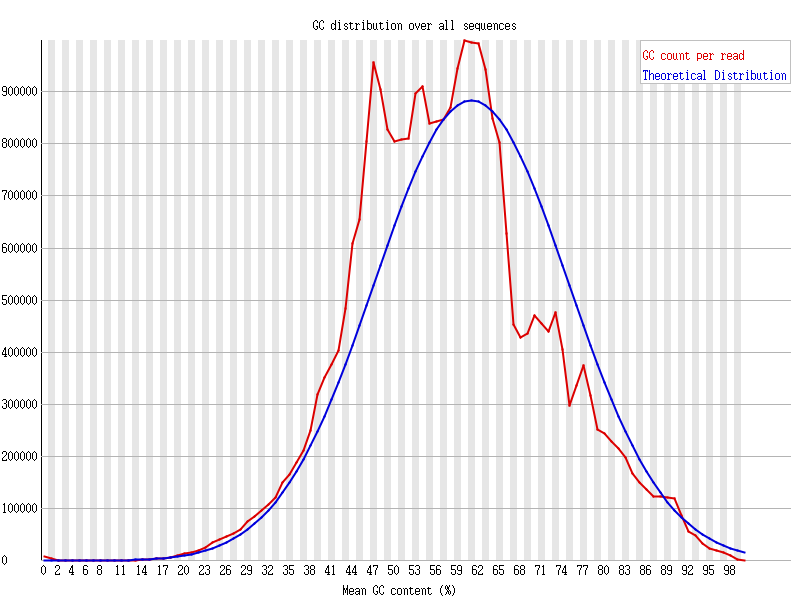 GC distribution over all sequences
GC count per read
Theoretical Distribution
900000
800000
700000
600000
500000
400000
300000
200000
100000
0
0 2 4 6 8 11 14 17 20 23 26 29 32 35 38 41 44 47 50 53 56 59 62 65 68 71 74 77 80 83 86 89 92 95 98
Mean GC content (%)